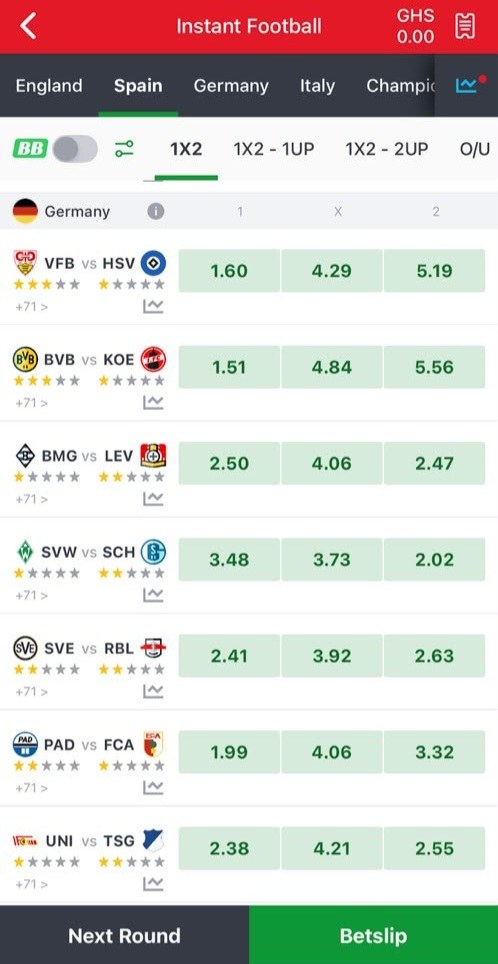 Instant Football
GHS
0.00
England Spain Germany Italy Champic
BB 1X2 1X2 - 1UP 1X2 - 2UP O/U
Germany i 1 X 2
VFB vs HSV 1.60 4.29 5.19
+71 >
BVB vs KOE 1.51 4.84 5.56
+71 >
BMG vs LEV 2.50 4.06 2.47
+71 >
SVW vs SCH 3.48 3.73 2.02
+71 >
SVE vs RBL 2.41 3.92 2.63
+71 >
PAD vs FCA 1.99 4.06 3.32
+71 >
UNI vs TSG 2.38 4.21 2.55
+71 >
Next Round Betslip